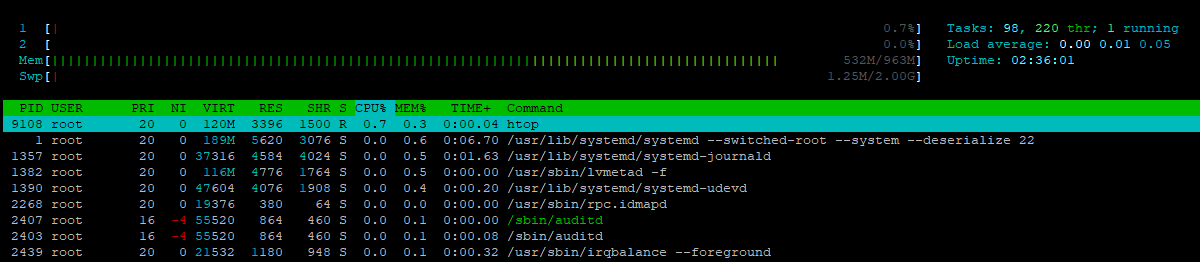 1 [| 0.7%] Tasks: 98, 220 thr; 1 running
2 [ 0.0%] Load average: 0.00 0.01 0.05
Mem[||||||||||||||||||||||||||||||||||||||||||||||||||||||||||||||||||||||||||||||||||||||||||| 532M/963M] Uptime: 02:36:01
Swp[| 1.25M/2.00G]
PID USER PRI NI VIRT RES SHR S CPU% MEM% TIME+ Command
9108 root 20 0 120M 3396 1500 R 0.7 0.3 0:00.04 htop
1 root 20 0 189M 5620 3076 S 0.0 0.6 0:06.70 /usr/lib/systemd/systemd --switched-root --system --deserialize 22
1357 root 20 0 37316 4584 4024 S 0.0 0.5 0:01.63 /usr/lib/systemd/systemd-journald
1382 root 20 0 116M 4776 1764 S 0.0 0.5 0:00.00 /usr/sbin/lvmetad -f
1390 root 20 0 47604 4076 1908 S 0.0 0.4 0:00.20 /usr/lib/systemd/systemd-udevd
2268 root 20 0 19376 380 64 S 0.0 0.0 0:00.00 /usr/sbin/rpc.idmapd
2407 root 16 -4 55520 864 460 S 0.0 0.1 0:00.00 /sbin/auditd
2403 root 16 -4 55520 864 460 S 0.0 0.1 0:00.08 /sbin/auditd
2439 root 20 0 21532 1180 948 S 0.0 0.1 0:00.32 /usr/sbin/irqbalance --foreground